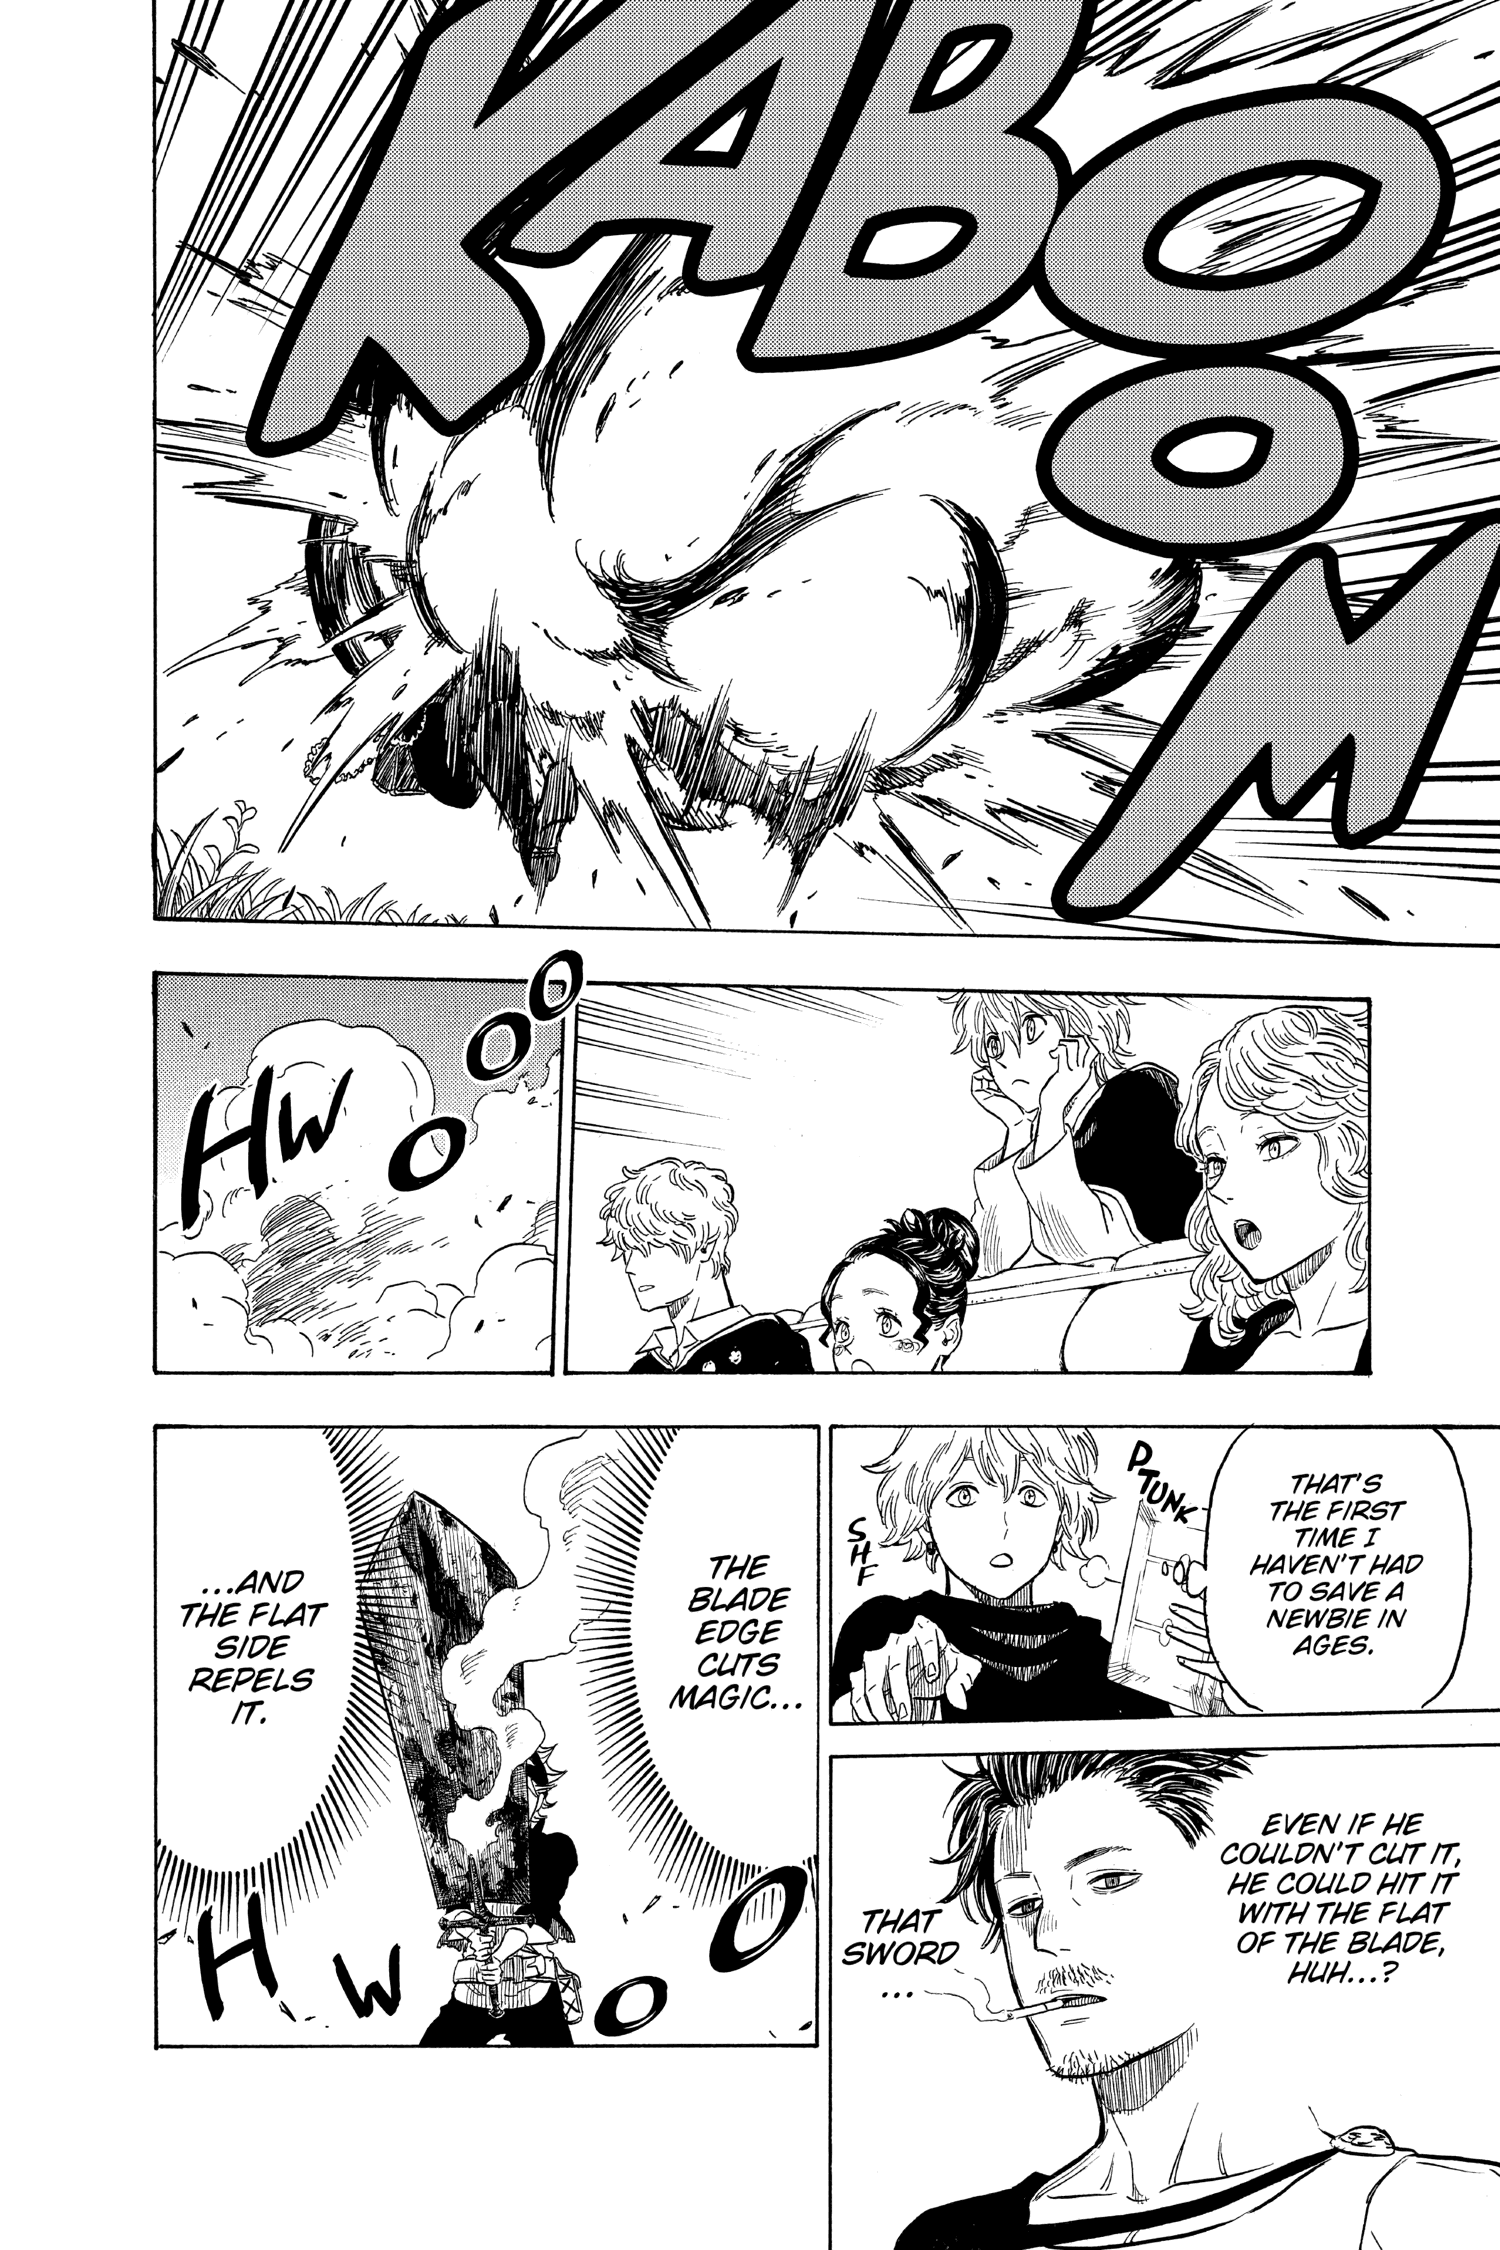 KABOOOM
HWOOO
THAT'S
THE FIRST
TIME I
HAVEN'T HAD
TO SAVE A
NEWBIE IN
AGES.
PTUNK
SHF
EVEN IF HE
COULDN'T CUT IT,
HE COULD HIT IT
WITH THE FLAT
OF THE BLADE,
HUH...?
THAT
SWORD
...
THE
BLADE
EDGE
CUTS
MAGIC...
...AND
THE FLAT
SIDE
REPELS
IT.
HWOO